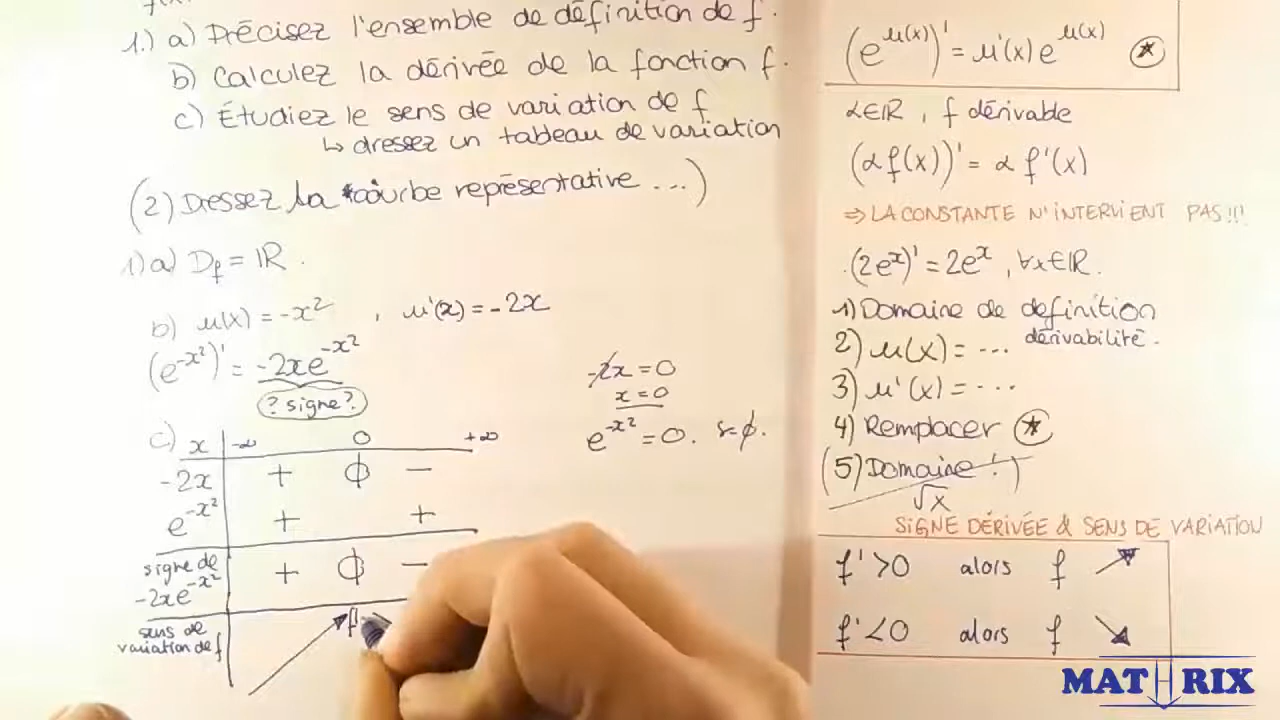 1.) a) Précisez l'ensemble de définition de f.
b) Calculez la dérivée de la fonction f.
c) Étudiez le sens de variation de f
↳ dressez un tableau de variation
(2) Dressez la courbe représentative ...)
1) a) Df = ℝ.
b) u(x) = -x², u'(x) = -2x
(e^{-x²})' = -2xe^{-x²}
? signe?
-2x = 0
x = 0
e^{-x²} = 0. s=∅.
c) x -∞ 0 +∞
-2x + 0 -
e^{-x²} + +
signe de
-2xe^{-x²} + 0 -
sens de
variation de f
f
(e^{u(x)})' = u'(x) e^{u(x)} (*)
α∈ℝ, f dérivable
(α f(x))' = α f'(x)
⇒ LA CONSTANTE N'INTERVIENT PAS!!!
(2e^x)' = 2e^x, ∀x∈ℝ.
1) Domaine de définition
dérivabilité.
2) u(x) = ...
3) u'(x) = ...
4) Remplacer (*)
(5) Domaine !)
√x
SIGNE DÉRIVÉE & SENS DE VARIATION
f' >0 alors f ↗
f' <0 alors f ↘
MATHRIX